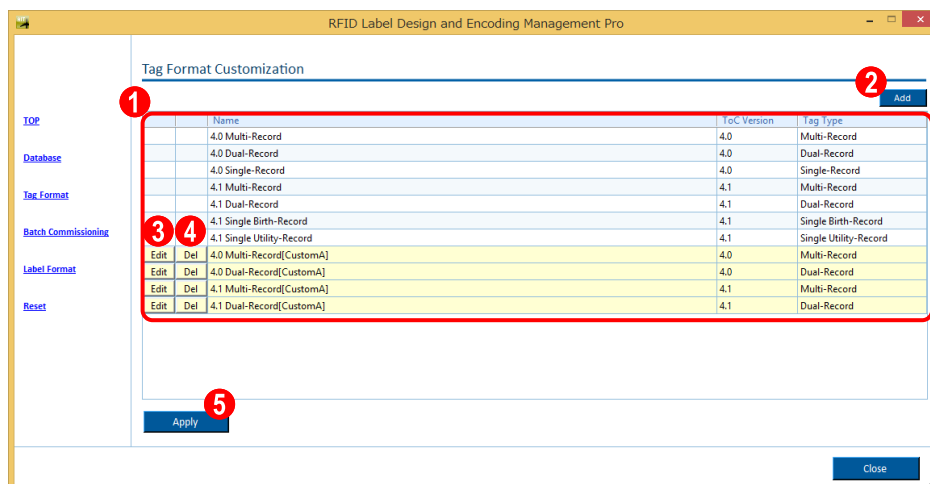 RFID Label Design and Encoding Management Pro
Tag Format Customization
2
Add
1
TOP
Database
Tag Format
Batch Commissioning
Label Format
Reset
Name ToC Version Tag Type
4.0 Multi-Record 4.0 Multi-Record
4.0 Dual-Record 4.0 Dual-Record
4.0 Single-Record 4.0 Single-Record
4.1 Multi-Record 4.1 Multi-Record
4.1 Dual-Record 4.1 Dual-Record
4.1 Single Birth-Record 4.1 Single Birth-Record
3 4
4.1 Single Utility-Record 4.1 Single Utility-Record
Edit Del 4.0 Multi-Record[CustomA] 4.0 Multi-Record
Edit Del 4.0 Dual-Record[CustomA] 4.0 Dual-Record
Edit Del 4.1 Multi-Record[CustomA] 4.1 Multi-Record
Edit Del 4.1 Dual-Record[CustomA] 4.1 Dual-Record
5
Apply
Close